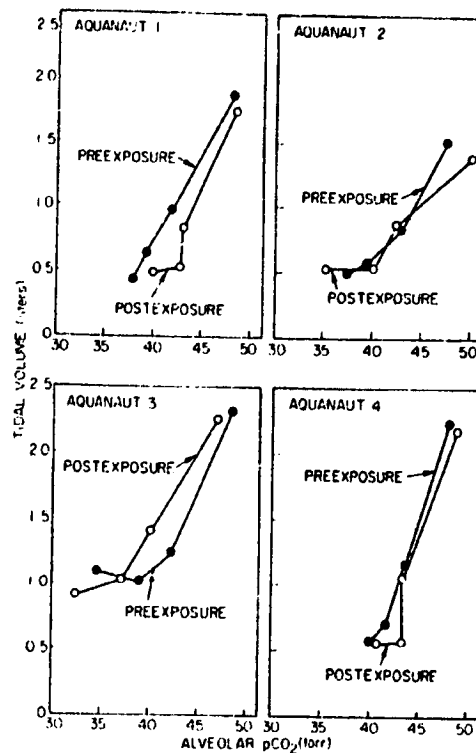 AQUANAUT 1
AQUANAUT 2
2.5
2.0
1.5
1.0
0.5
0
PREEXPOSURE
POSTEXPOSURE
PREEXPOSURE
POSTEXPOSURE
30 35 40 45 50
30 35 40 45 50
TIDAL VOLUME (liters)
AQUANAUT 3
AQUANAUT 4
2.5
2.0
1.5
1.0
0.5
0
POSTEXPOSURE
PREEXPOSURE
PREEXPOSURE
POSTEXPOSURE
30 35 40 45 50
30 35 40 45 50
ALVEOLAR pCO₂ (torr)